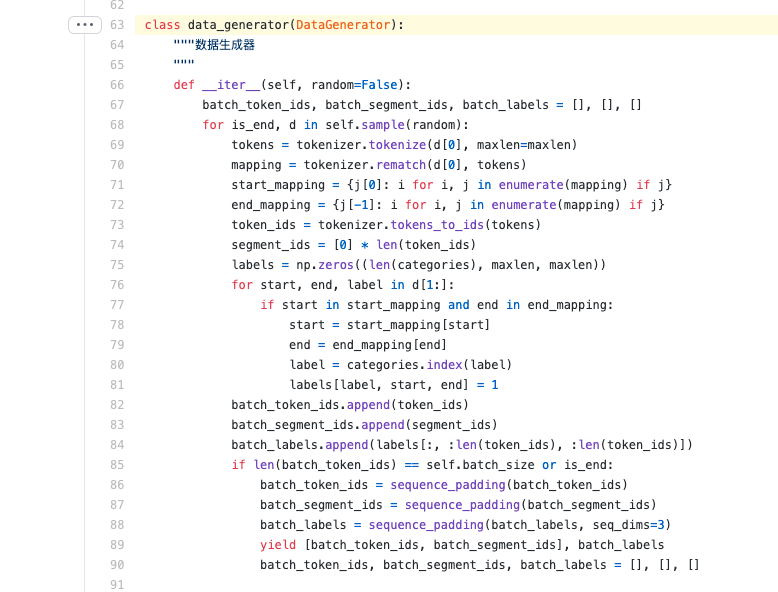 62
63 class data_generator(DataGenerator):
64     """数据生成器
65     """
66     def __iter__(self, random=False):
67         batch_token_ids, batch_segment_ids, batch_labels = [], [], []
68         for is_end, d in self.sample(random):
69             tokens = tokenizer.tokenize(d[0], maxlen=maxlen)
70             mapping = tokenizer.rematch(d[0], tokens)
71             start_mapping = {j[0]: i for i, j in enumerate(mapping) if j}
72             end_mapping = {j[-1]: i for i, j in enumerate(mapping) if j}
73             token_ids = tokenizer.tokens_to_ids(tokens)
74             segment_ids = [0] * len(token_ids)
75             labels = np.zeros((len(categories), maxlen, maxlen))
76             for start, end, label in d[1:]:
77                 if start in start_mapping and end in end_mapping:
78                     start = start_mapping[start]
79                     end = end_mapping[end]
80                     label = categories.index(label)
81                     labels[label, start, end] = 1
82             batch_token_ids.append(token_ids)
83             batch_segment_ids.append(segment_ids)
84             batch_labels.append(labels[:, :len(token_ids), :len(token_ids)])
85             if len(batch_token_ids) == self.batch_size or is_end:
86                 batch_token_ids = sequence_padding(batch_token_ids)
87                 batch_segment_ids = sequence_padding(batch_segment_ids)
88                 batch_labels = sequence_padding(batch_labels, seq_dims=3)
89                 yield [batch_token_ids, batch_segment_ids], batch_labels
90                 batch_token_ids, batch_segment_ids, batch_labels = [], [], []
91